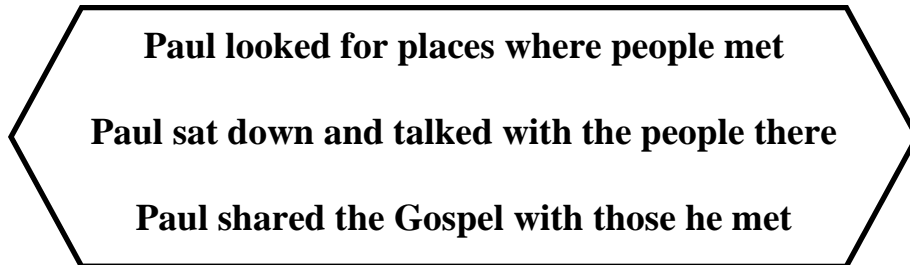 Paul looked for places where people met
Paul sat down and talked with the people there
Paul shared the Gospel with those he met